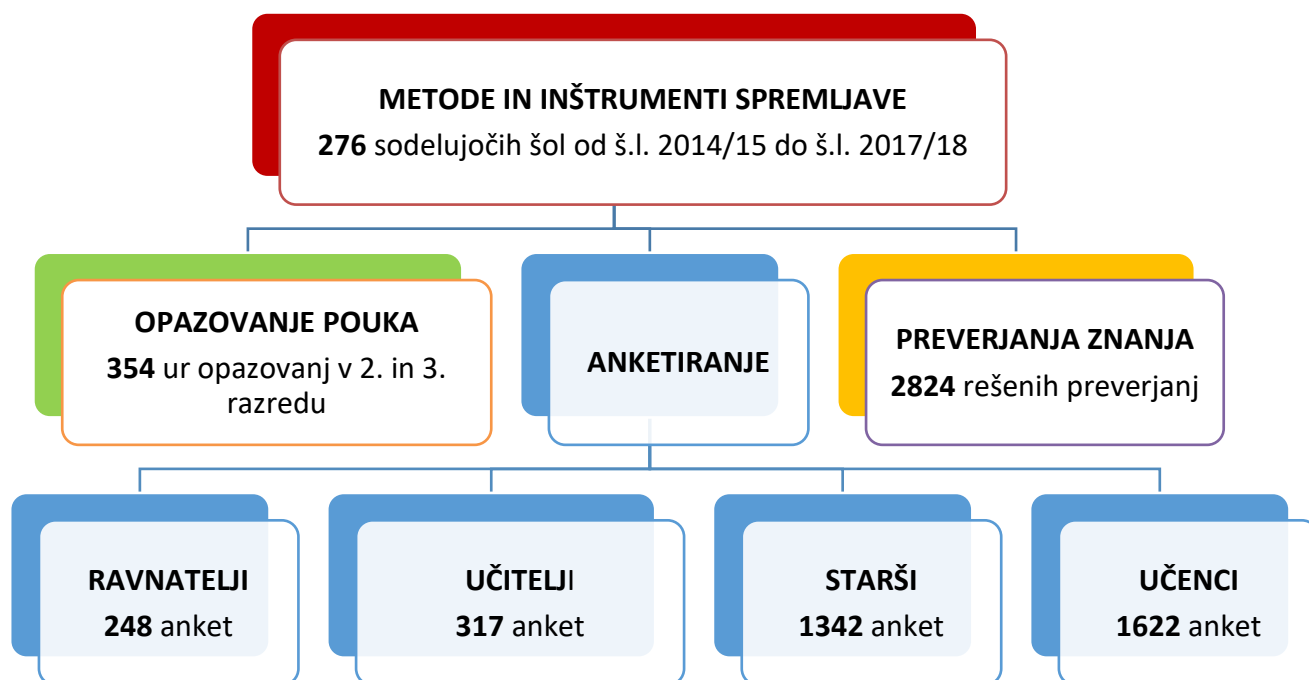 METODE IN INŠTRUMENTI SPREMLJAVE
276 sodelujočih šol od š.l. 2014/15 do š.l. 2017/18
OPAZOVANJE POUKA
354 ur opazovanj v 2. in 3.
razredu
ANKETIRANJE
PREVERJANJA ZNANJA
2824 rešenih preverjanj
RAVNATELJI
248 anket
UČITELJI
317 anket
STARŠI
1342 anket
UČENCI
1622 anket